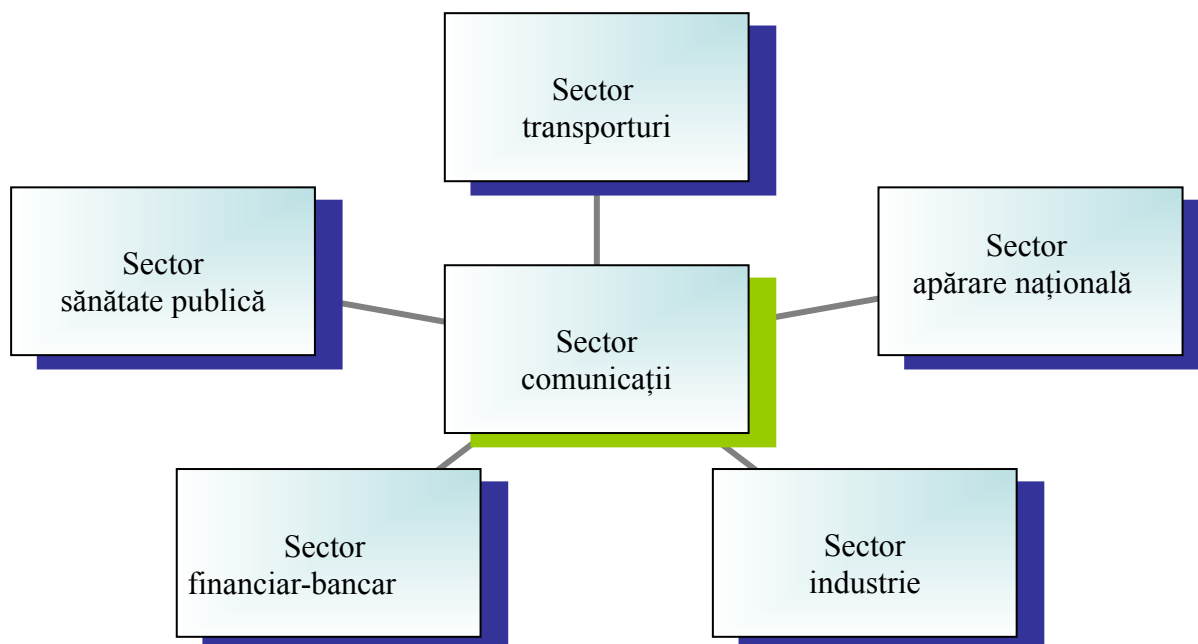 Sector
transporturi
Sector
sănătate publică
Sector
apărare națională
Sector
comunicații
Sector
financiar-bancar
Sector
industrie